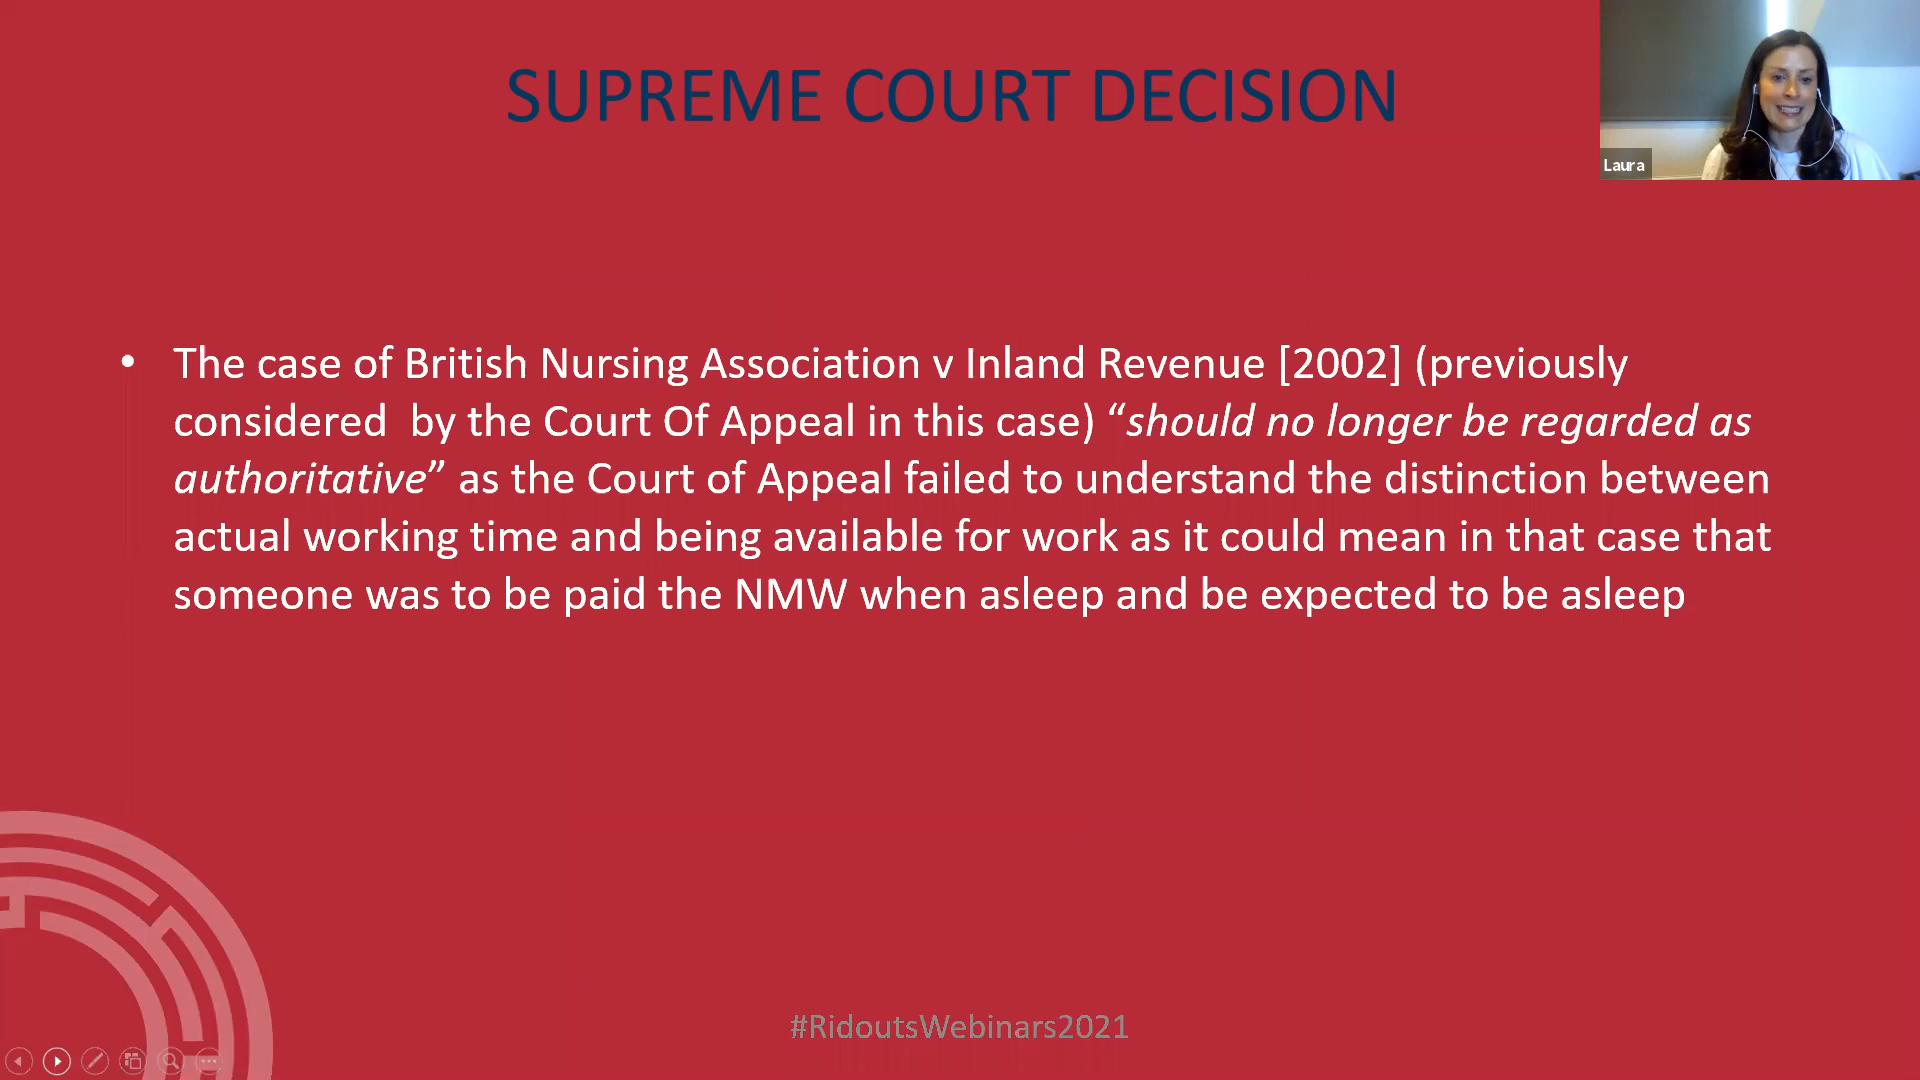 SUPREME COURT DECISION
Laura
• The case of British Nursing Association v Inland Revenue [2002] (previously
considered  by the Court Of Appeal in this case) “should no longer be regarded as
authoritative” as the Court of Appeal failed to understand the distinction between
actual working time and being available for work as it could mean in that case that
someone was to be paid the NMW when asleep and be expected to be asleep
#RidoutsWebinars2021